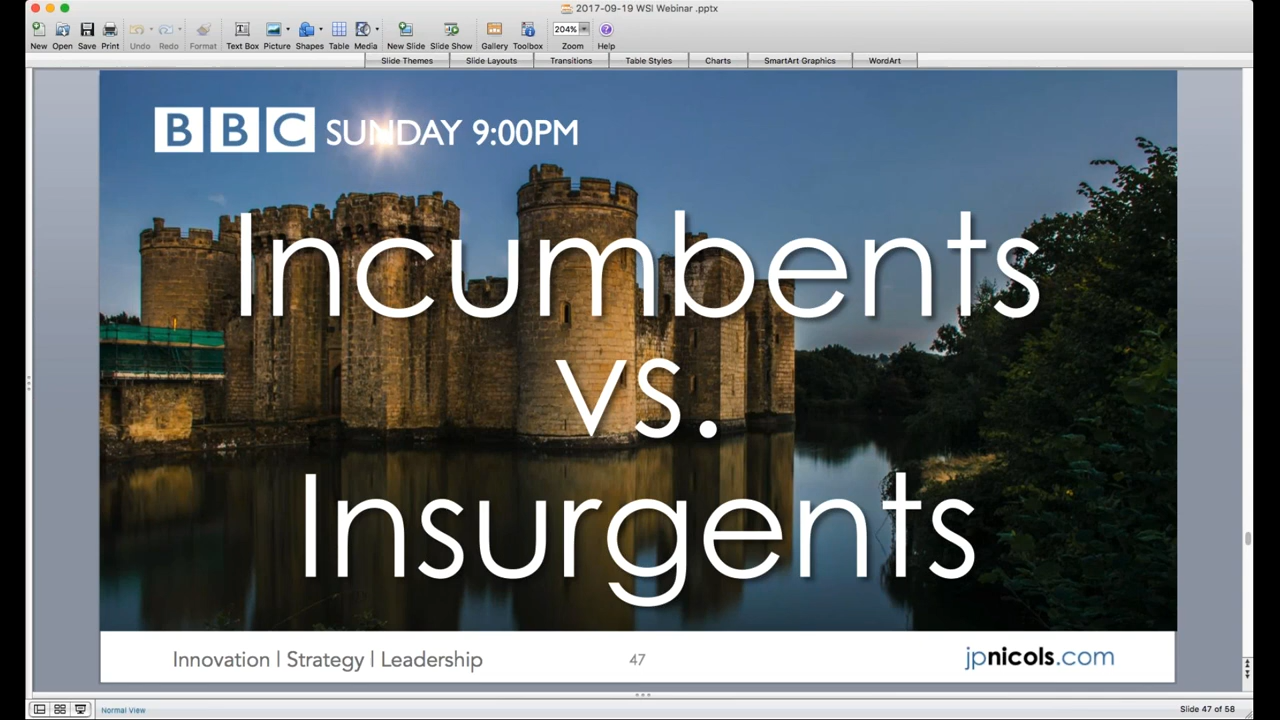 2017-09-19 WSI Webinar .pptx
New Open Save Print Undo Redo Format Text Box Picture Shapes Table Media New Slide Slide Show Gallery Toolbox Zoom Help
204%
Slide Themes Slide Layouts Transitions Table Styles Charts SmartArt Graphics WordArt
BBC SUNDAY 9:00PM
Incumbents
vs.
Insurgents
Innovation | Strategy | Leadership 47 jpnicols.com
Normal View Slide 47 of 58